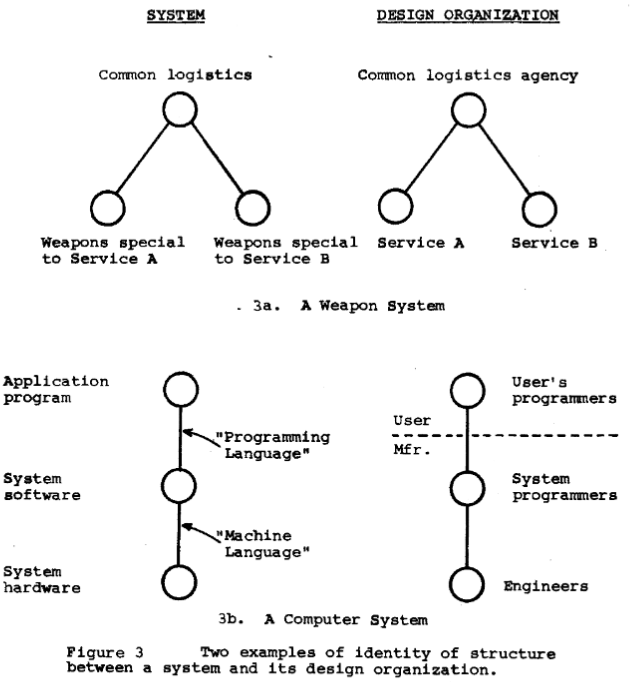 SYSTEM
DESIGN ORGANIZATION
Common logistics
Common logistics agency
Weapons special
to Service A
Weapons special
to Service B
Service A
Service B
3a. A Weapon System
Application
program
"Programming
Language"
System
software
"Machine
Language"
System
hardware
User's
programmers
User
Mfr.
System
programmers
Engineers
3b. A Computer System
Figure 3 Two examples of identity of structure
between a system and its design organization.